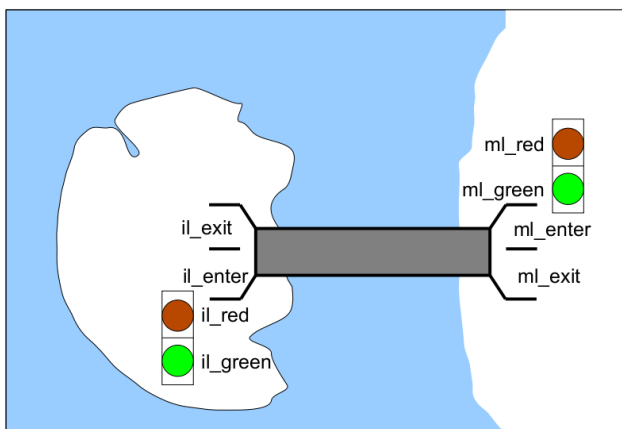 ml_red
ml_green
il_exit
ml_enter
il_enter
ml_exit
il_red
il_green